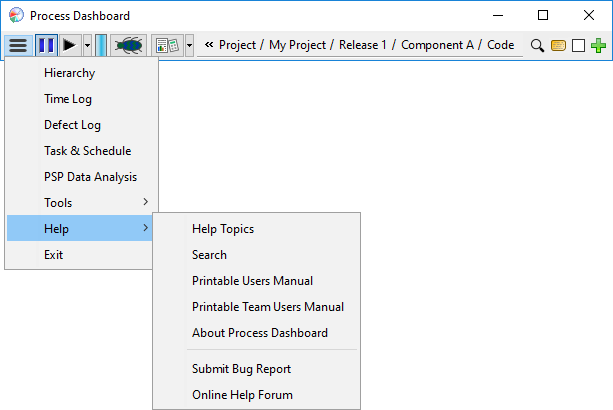 Process Dashboard
« Project / My Project / Release 1 / Component A / Code
Hierarchy
Time Log
Defect Log
Task & Schedule
PSP Data Analysis
Tools
Help
Exit
Help Topics
Search
Printable Users Manual
Printable Team Users Manual
About Process Dashboard
Submit Bug Report
Online Help Forum